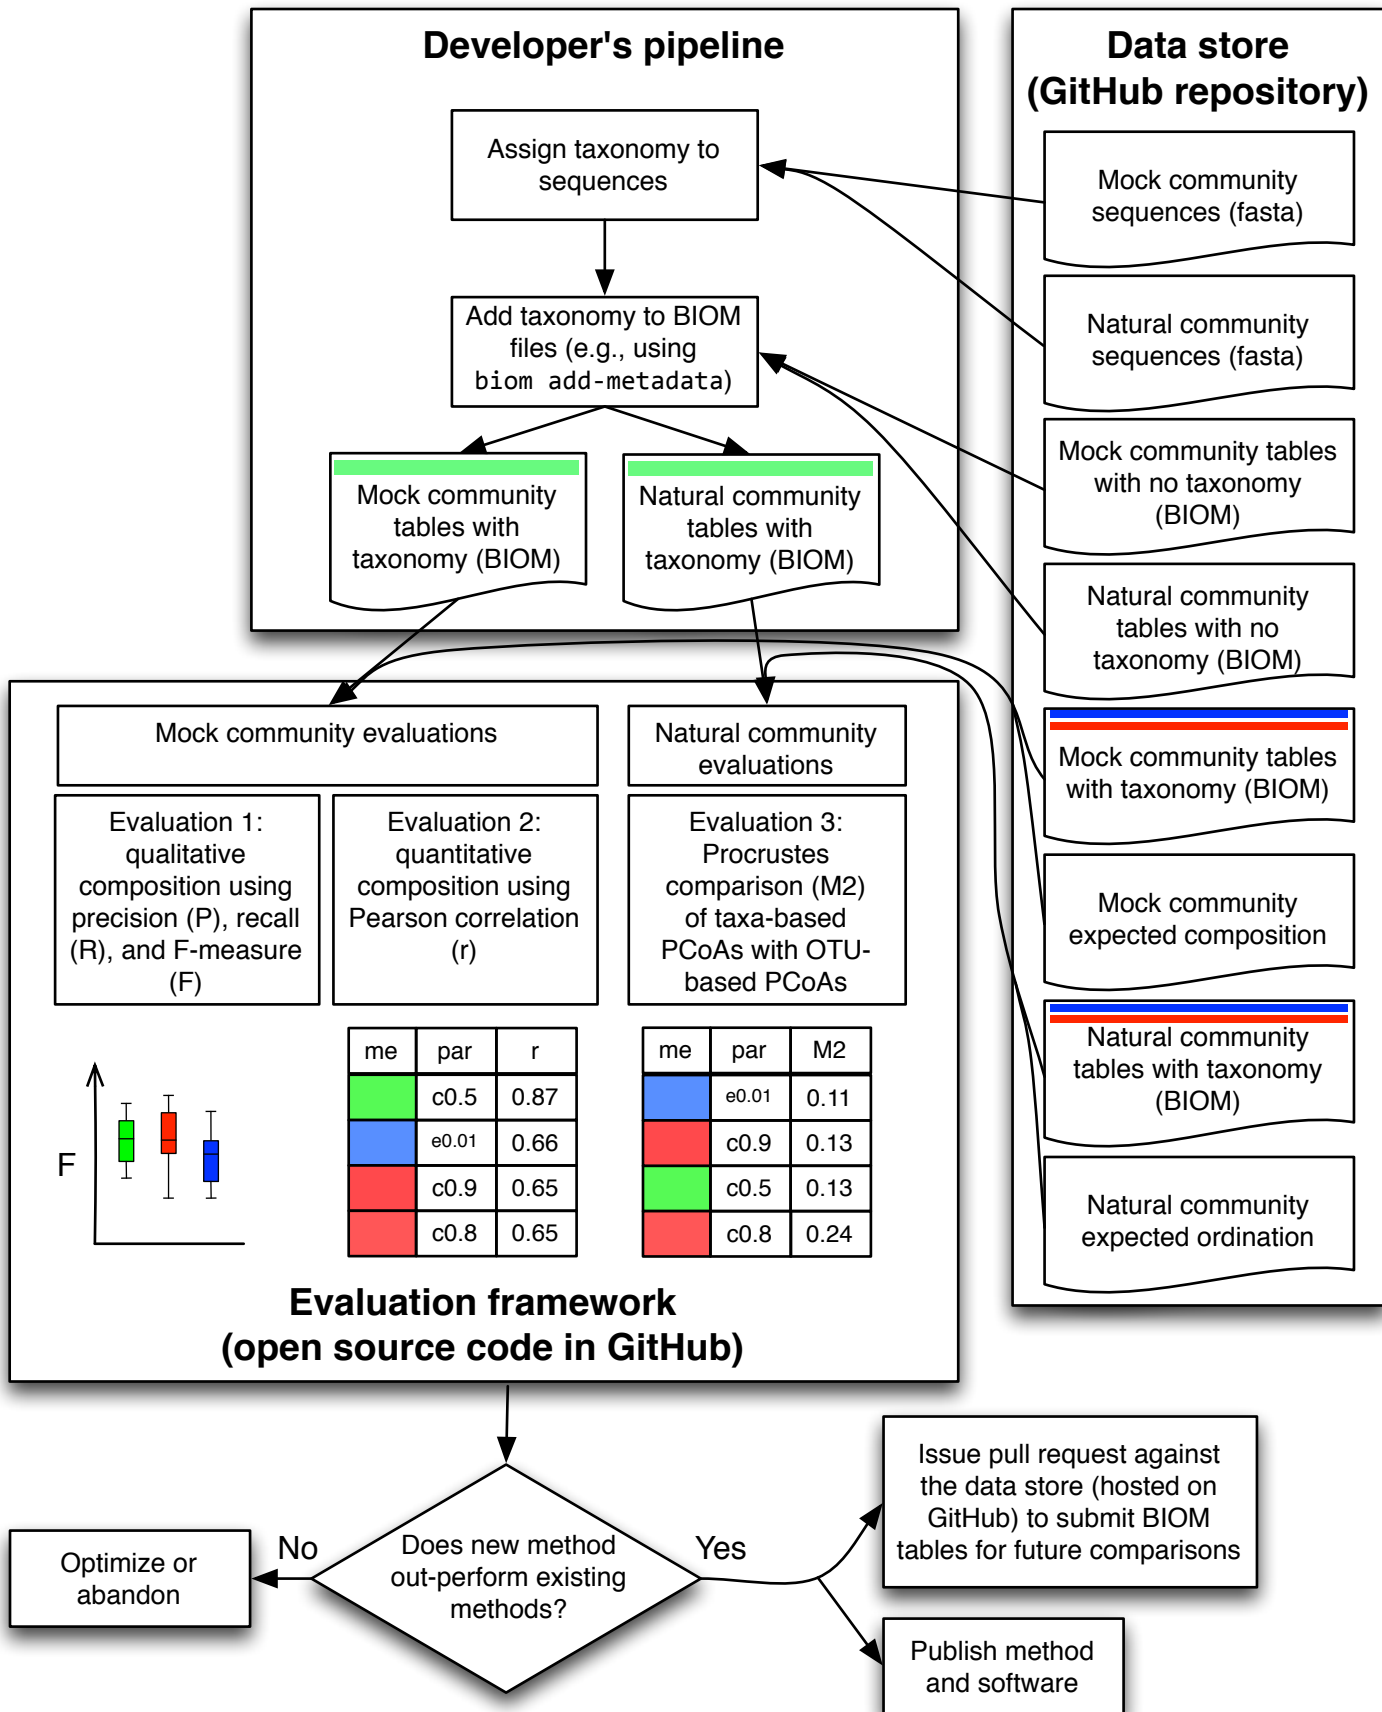 Developer's pipeline
Assign taxonomy to
sequences
Add taxonomy to BIOM
files (e.g., using
biom add-metadata)
Mock community
tables with
taxonomy (BIOM)
Natural community
tables with
taxonomy (BIOM)
Data store
(GitHub repository)
Mock community
sequences (fasta)
Natural community
sequences (fasta)
Mock community tables
with no taxonomy
(BIOM)
Natural community
tables with no
taxonomy (BIOM)
Mock community tables
with taxonomy (BIOM)
Mock community
expected composition
Natural community
tables with taxonomy
(BIOM)
Natural community
expected ordination
Mock community evaluations
Natural community
evaluations
Evaluation 1:
qualitative
composition using
precision (P), recall
(R), and F-measure
(F)
Evaluation 2:
quantitative
composition using
Pearson correlation
(r)
Evaluation 3:
Procrustes
comparison (M2)
of taxa-based
PCoAs with OTU-
based PCoAs
F
me par r
c0.5 0.87
e0.01 0.66
c0.9 0.65
c0.8 0.65
me par M2
e0.01 0.11
c0.9 0.13
c0.5 0.13
c0.8 0.24
Evaluation framework
(open source code in GitHub)
Does new method
out-perform existing
methods?
No
Optimize or
abandon
Yes
Issue pull request against
the data store (hosted on
GitHub) to submit BIOM
tables for future comparisons
Publish method
and software